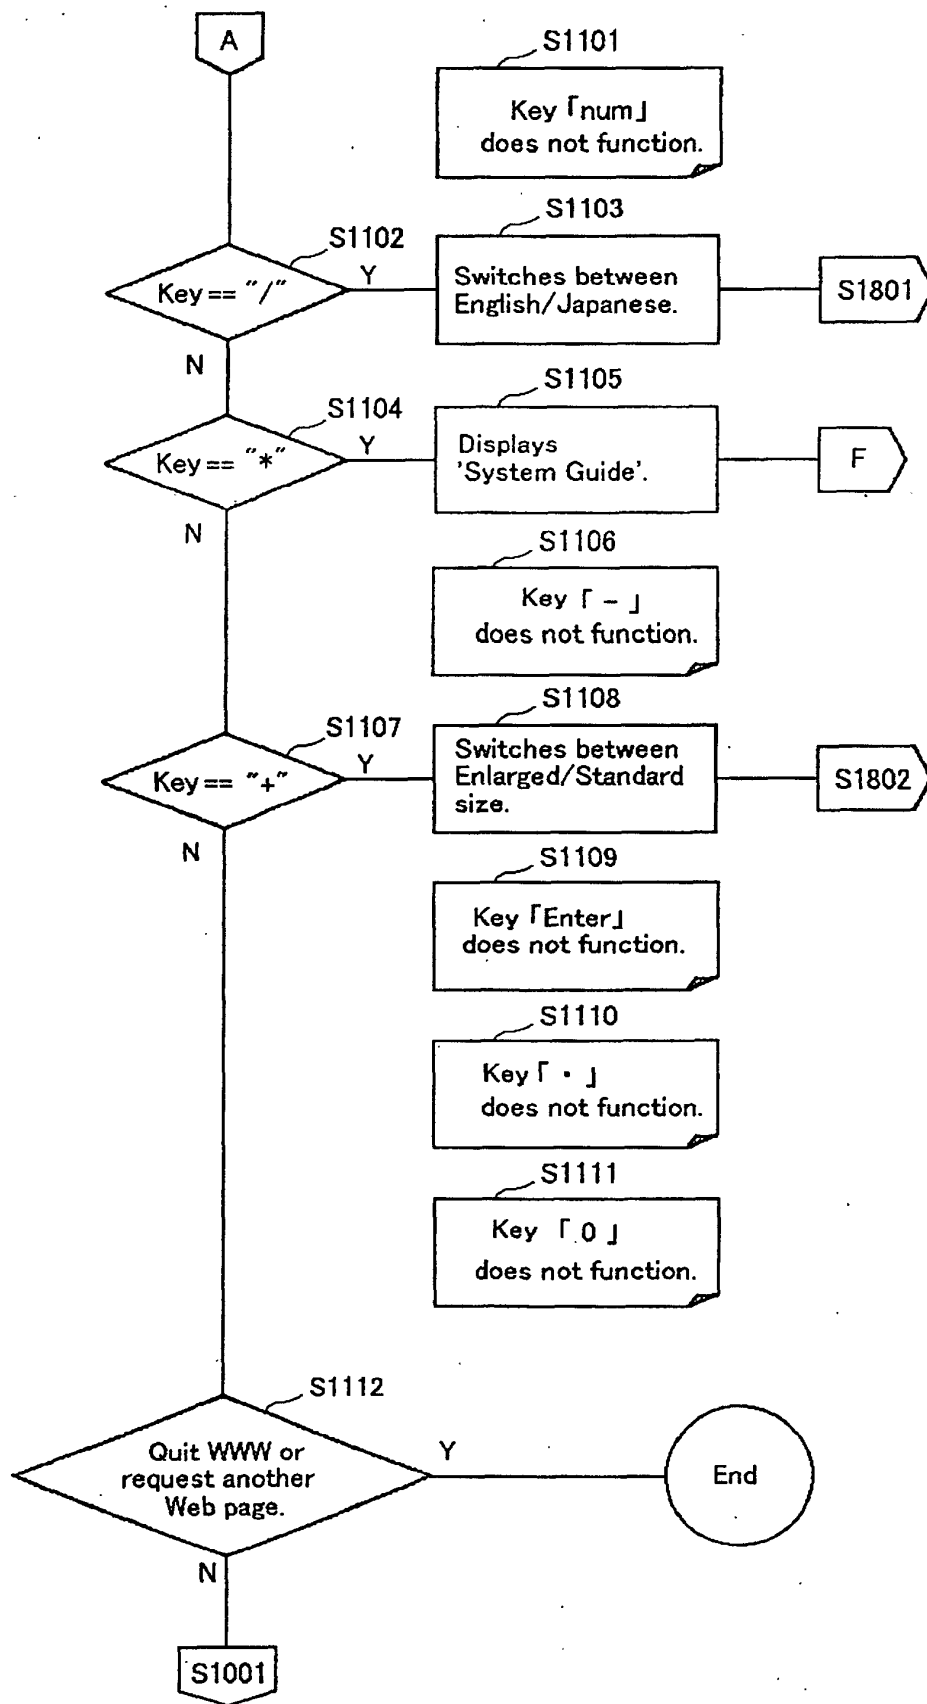 A
S1101
Key「num」
does not function.
S1103
S1102
Key == "/"
Y
Switches between
English/Japanese.
S1801
N
S1105
S1104
Key == "*"
Y
Displays
'System Guide'.
F
N
S1106
Key「-」
does not function.
S1108
S1107
Key == "+"
Y
Switches between
Enlarged/Standard
size.
S1802
N
S1109
Key「Enter」
does not function.
S1110
Key「・」
does not function.
S1111
Key「0」
does not function.
S1112
Quit WWW or
request another
Web page.
Y
End
N
S1001